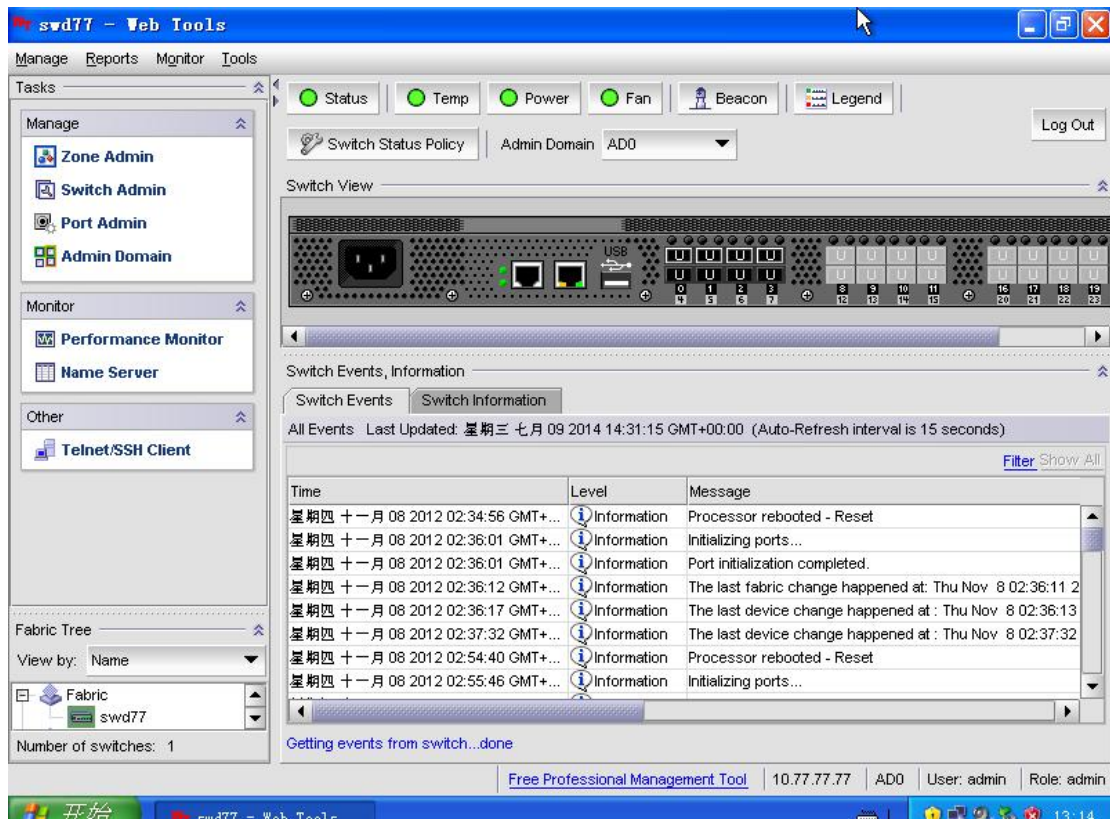 swd77 - Web Tools
Manage Reports Monitor Tools
Tasks
Manage
Zone Admin
Switch Admin
Port Admin
Admin Domain
Monitor
Performance Monitor
Name Server
Other
Telnet/SSH Client
Fabric Tree
View by: Name
Fabric
swd77
Number of switches: 1
Status Temp Power Fan Beacon Legend
Log Out
Switch Status Policy Admin Domain AD0
Switch View
USB
0 1 2 3 8 9 10 11 16 17 18 19
4 5 6 7 12 13 14 15 20 21 22 23
Switch Events, Information
Switch Events Switch Information
All Events Last Updated: 星期三 七月 09 2014 14:31:15 GMT+00:00 (Auto-Refresh interval is 15 seconds)
Filter Show All
Time Level Message
星期四 十一月 08 2012 02:34:56 GMT+... Information Processor rebooted - Reset
星期四 十一月 08 2012 02:36:01 GMT+... Information Initializing ports...
星期四 十一月 08 2012 02:36:01 GMT+... Information Port initialization completed.
星期四 十一月 08 2012 02:36:12 GMT+... Information The last fabric change happened at: Thu Nov 8 02:36:11 2
星期四 十一月 08 2012 02:36:17 GMT+... Information The last device change happened at : Thu Nov 8 02:36:13
星期四 十一月 08 2012 02:37:32 GMT+... Information The last device change happened at : Thu Nov 8 02:37:32
星期四 十一月 08 2012 02:54:40 GMT+... Information Processor rebooted - Reset
星期四 十一月 08 2012 02:55:46 GMT+... Information Initializing ports...
Getting events from switch...done
Free Professional Management Tool 10.77.77.77 AD0 User: admin Role: admin
开始 swd77 - Web Tools 13:14